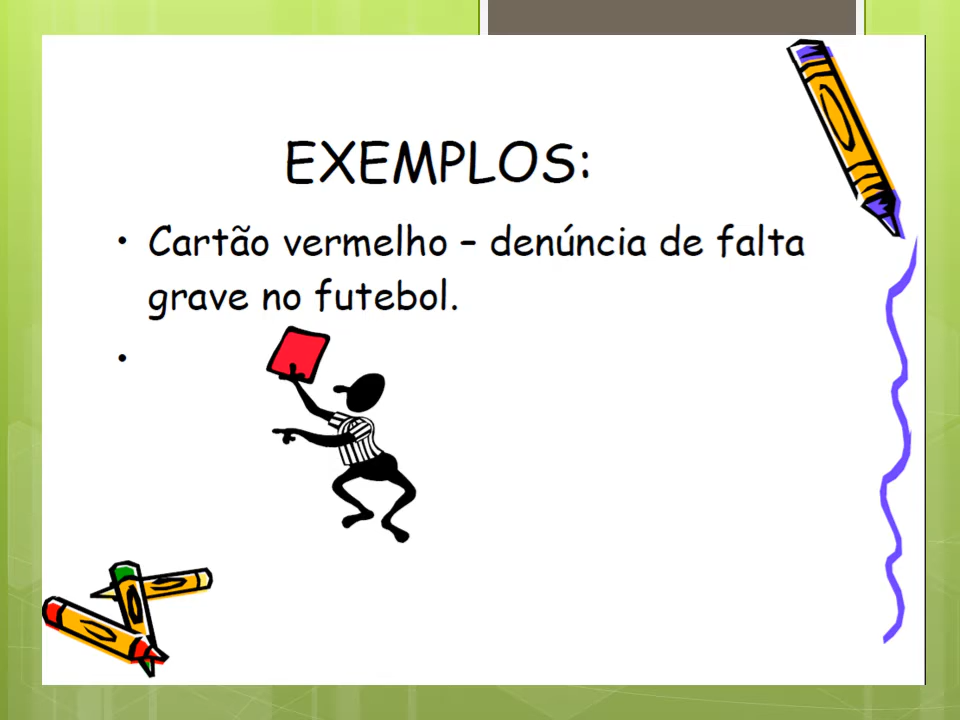 EXEMPLOS:
• Cartão vermelho – denúncia de falta
grave no futebol.
•